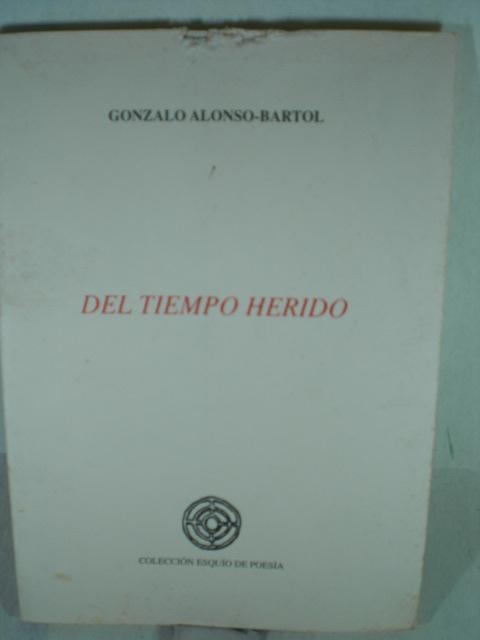 GONZALO ALONSO-BARTOL
DEL TIEMPO HERIDO
COLECCIÓN ESQUÍO DE POESÍA